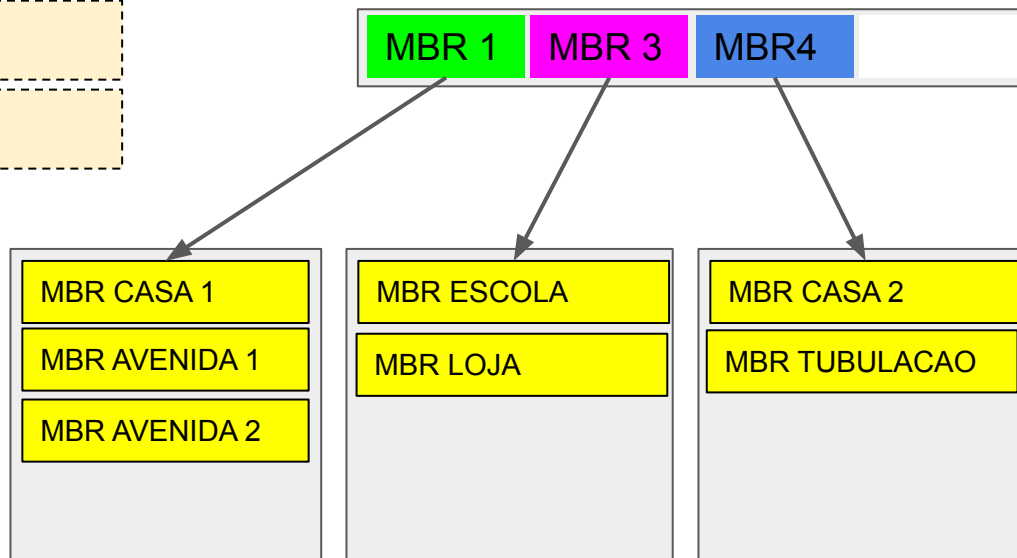 MBR 1
MBR 3
MBR4
MBR CASA 1
MBR AVENIDA 1
MBR AVENIDA 2
MBR ESCOLA
MBR LOJA
MBR CASA 2
MBR TUBULACAO